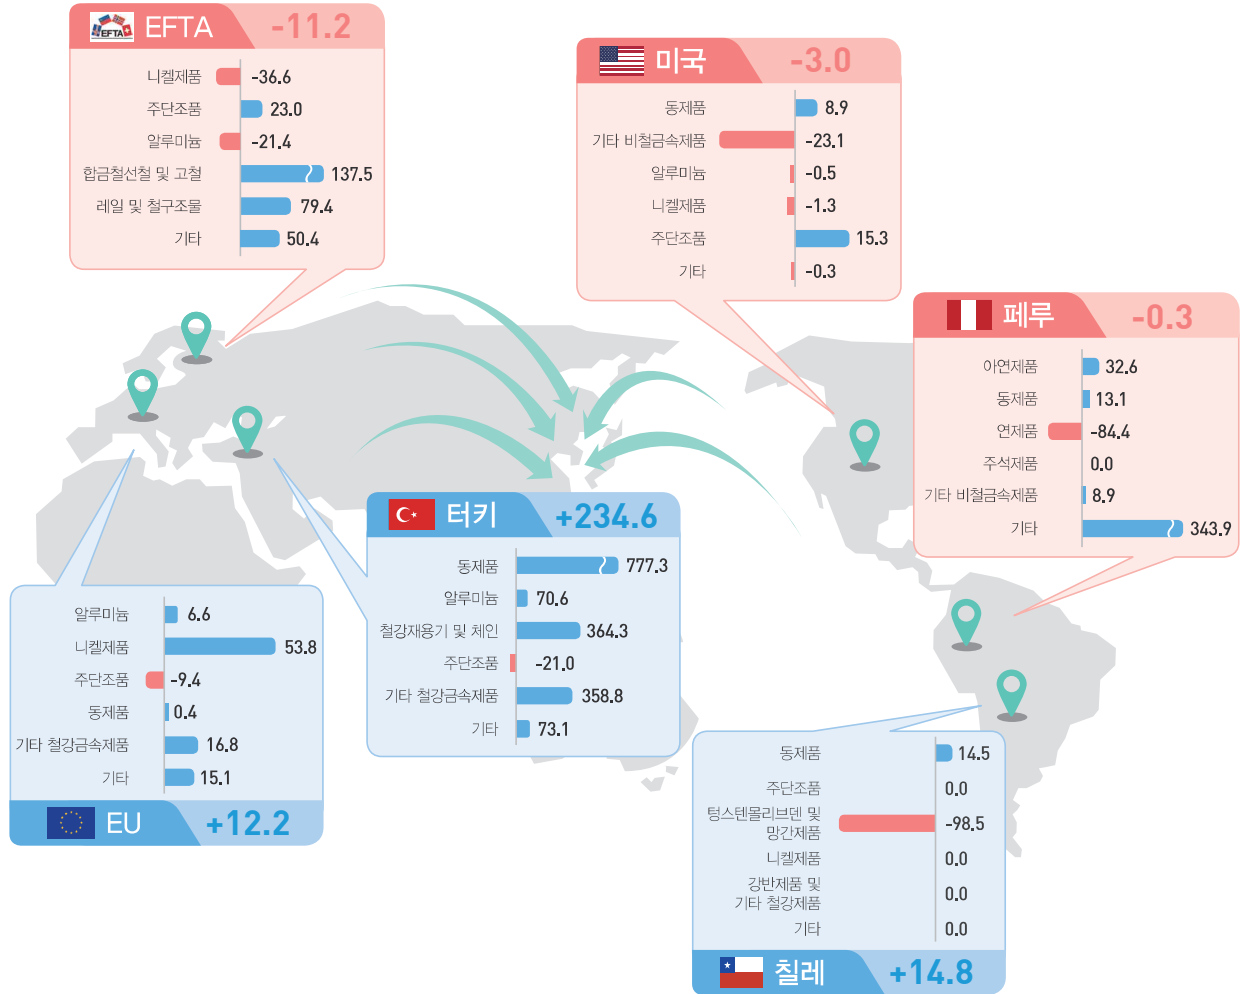 EFTA
EFTA -11.2
니켈제품 -36.6
주단조품 23.0
알루미늄 -21.4
합금철선철 및 고철 137.5
레일 및 철구조물 79.4
기타 50.4
미국 -3.0
동제품 8.9
기타 비철금속제품 -23.1
알루미늄 -0.5
니켈제품 -1.3
주단조품 15.3
기타 -0.3
페루 -0.3
아연제품 32.6
동제품 13.1
연제품 -84.4
주석제품 0.0
기타 비철금속제품 8.9
기타 343.9
터키 +234.6
동제품 777.3
알루미늄 70.6
철강재용기 및 체인 364.3
주단조품 -21.0
기타 철강금속제품 358.8
기타 73.1
알루미늄 6.6
니켈제품 53.8
주단조품 -9.4
동제품 0.4
기타 철강금속제품 16.8
기타 15.1
EU +12.2
동제품 14.5
주단조품 0.0
텅스텐몰리브덴 및
망간제품 -98.5
니켈제품 0.0
강반제품 및
기타 철강제품 0.0
기타 0.0
칠레 +14.8